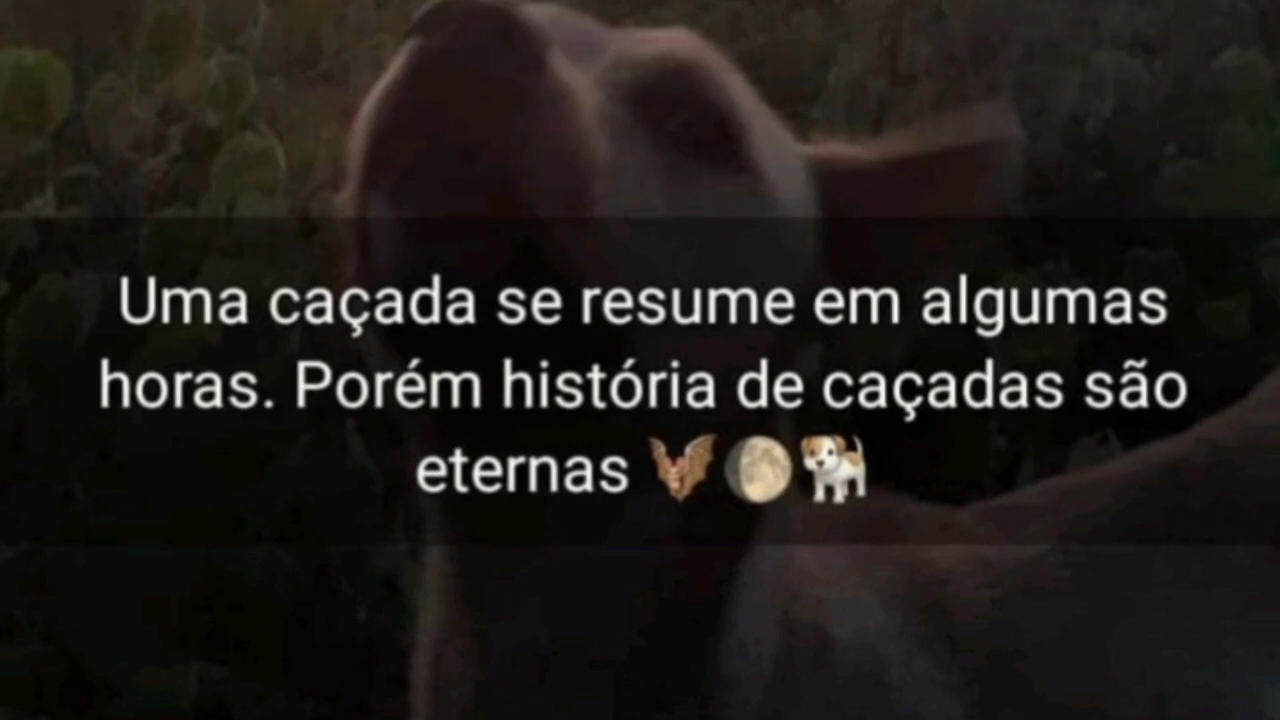 Uma caçada se resume em algumas
horas. Porém história de caçadas são
eternas 🦇🌔🐕